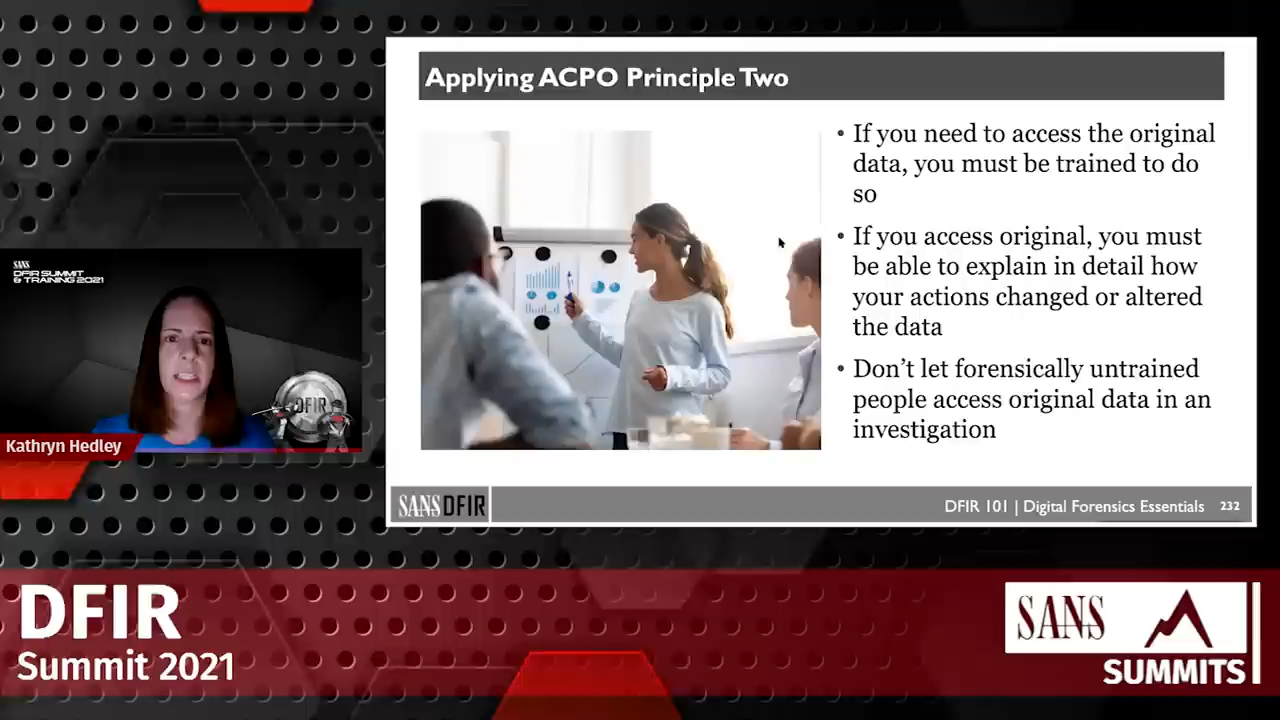 Applying ACPO Principle Two
• If you need to access the original
data, you must be trained to do
so
• If you access original, you must
be able to explain in detail how
your actions changed or altered
the data
• Don't let forensically untrained
people access original data in an
investigation
SANS DFIR
DFIR 101 | Digital Forensics Essentials 232
SANS
DFIR SUMMIT
& TRAINING 2021
DFIR
Kathryn Hedley
DFIR
Summit 2021
SANS
SUMMITS